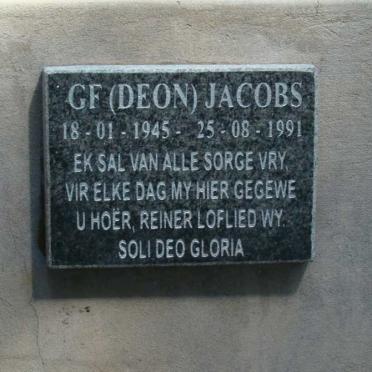 GF (DEON) JACOBS
18 - 01 - 1945 - 25 - 08 - 1991
EK SAL VAN ALLE SORGE VRY,
VIR ELKE DAG MY HIER GEGEWE
U HOËR, REINER LOFLIED WY.
SOLI DEO GLORIA